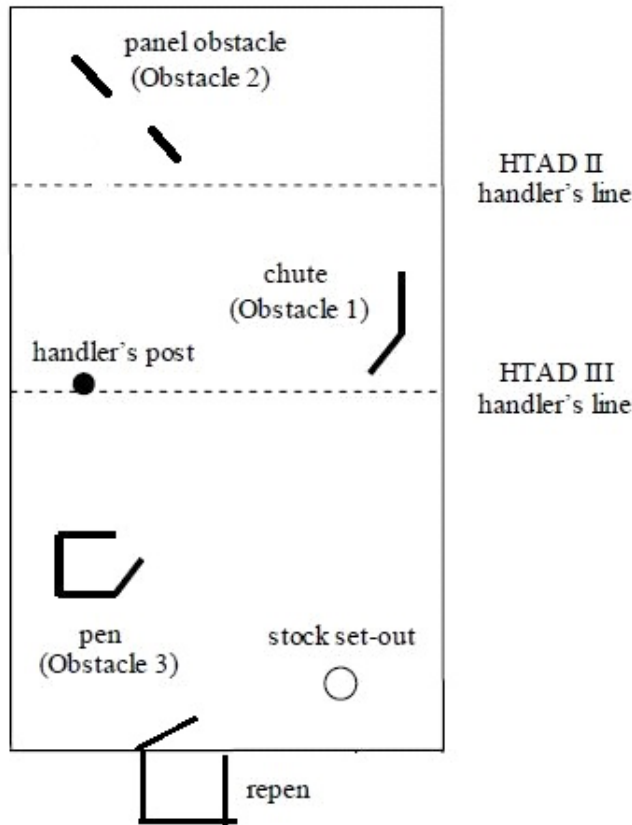 panel obstacle
(Obstacle 2)
HTAD II
handler's line
chute
(Obstacle 1)
handler's post
HTAD III
handler's line
pen
(Obstacle 3)
stock set-out
repen